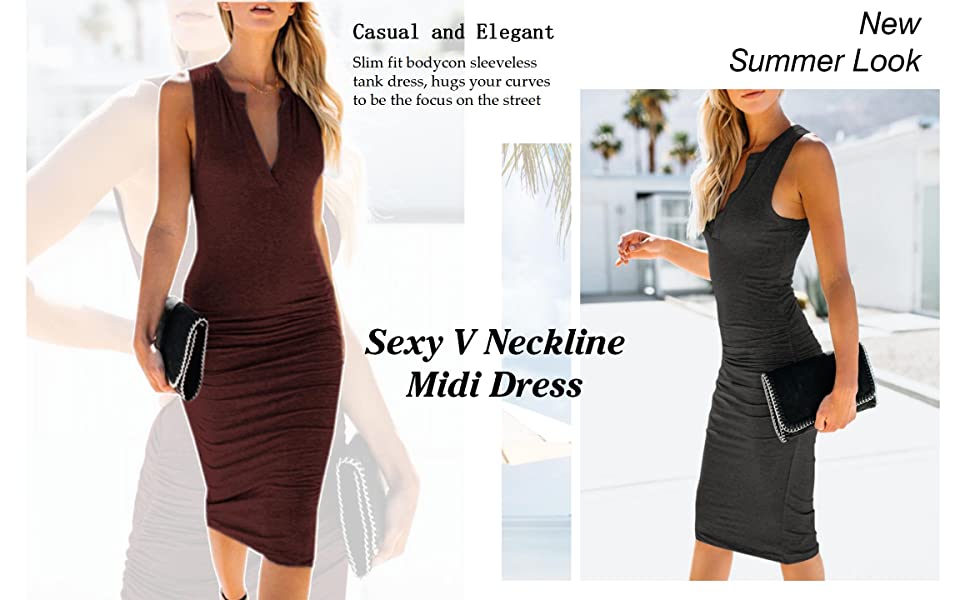 Casual and Elegant
Slim fit bodycon sleeveless
tank dress, hugs your curves
to be the focus on the street
New
Summer Look
Sexy V Neckline
Midi Dress